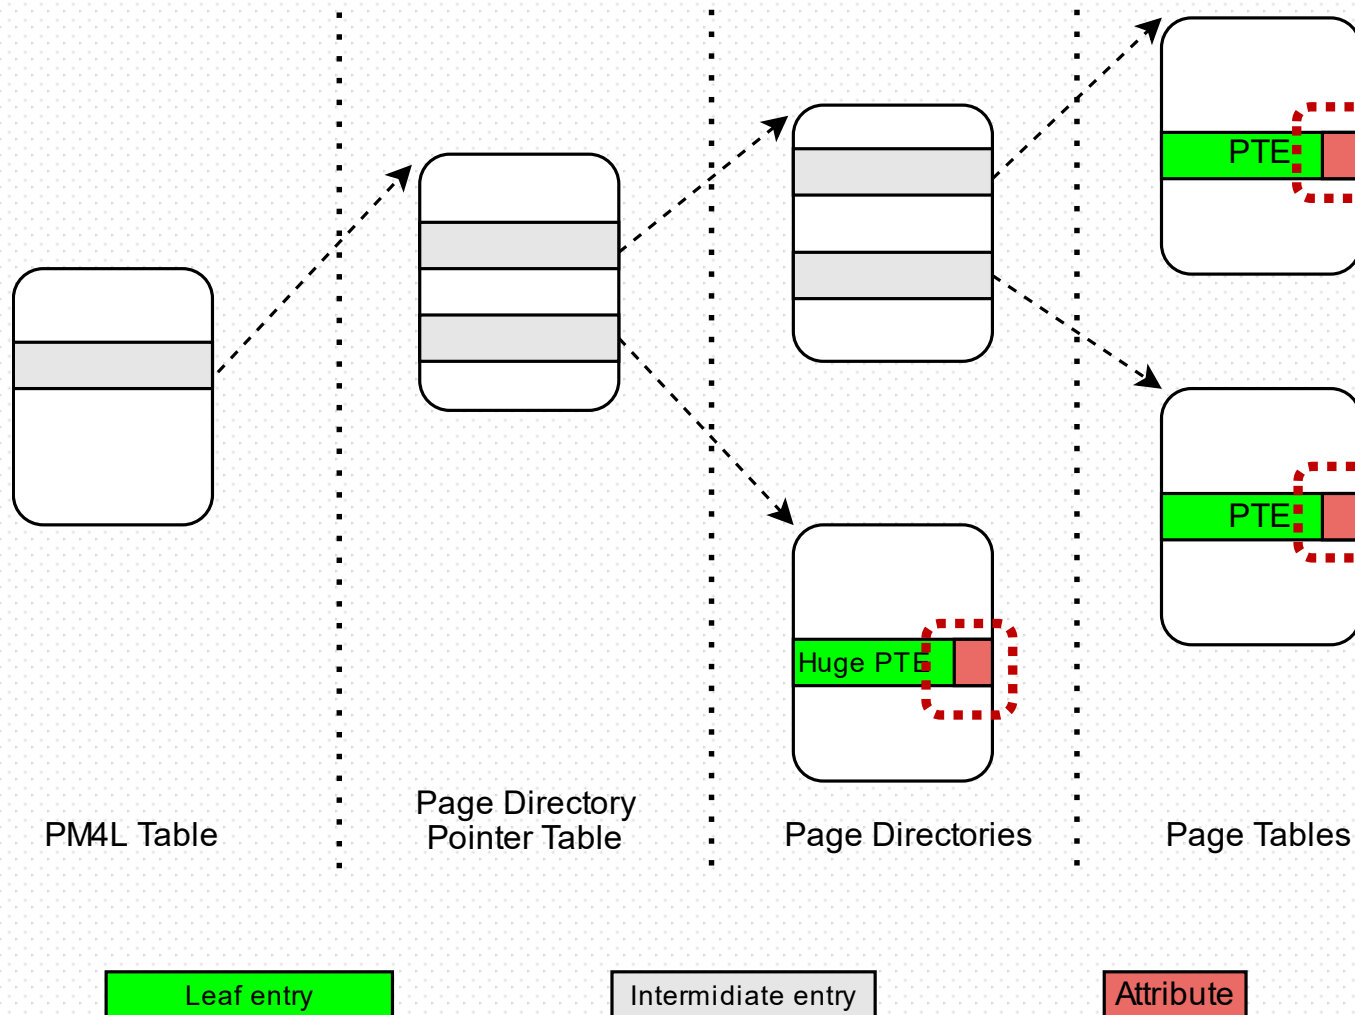 PTE
PTE
Huge PTE
PM4L Table
Page Directory
Pointer Table
Page Directories
Page Tables
Leaf entry
Intermidiate entry
Attribute